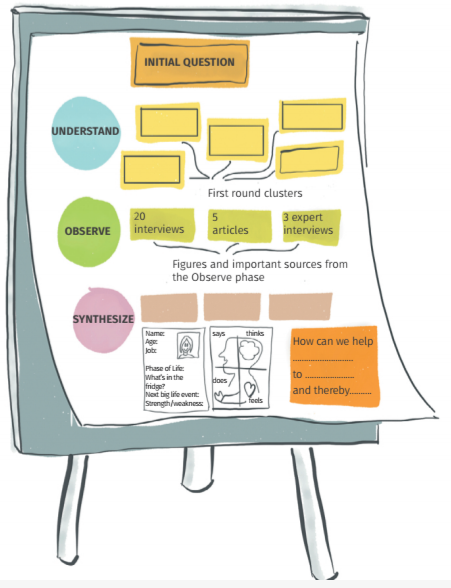 INITIAL QUESTION
UNDERSTAND
First round clusters
OBSERVE
20
interviews
5
articles
3 expert
interviews
Figures and important sources from
the Observe phase
SYNTHESIZE
Name:
Age:
Job:
Phase of Life:
What's in the
fridge?
Next big life event:
Strength/weakness:
says thinks
does
feels
How can we help
......................
to ..................
and thereby.........